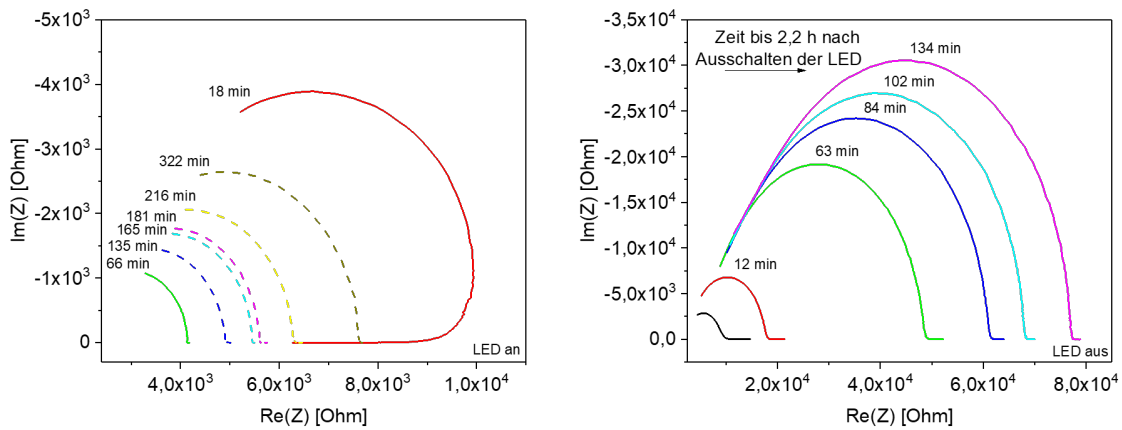 -5x10³
-4x10³
-3x10³
-2x10³
-1x10³
0
Im(Z) [Ohm]
18 min
322 min
216 min
181 min
165 min
135 min
66 min
LED an
4,0x10³
6,0x10³
8,0x10³
1,0x10⁴
Re(Z) [Ohm]
-3,5x10⁴
-3,0x10⁴
-2,5x10⁴
-2,0x10⁴
-1,5x10⁴
-1,0x10⁴
-5,0x10³
0,0
Im(Z) [Ohm]
Zeit bis 2,2 h nach
Ausschalten der LED
134 min
102 min
84 min
63 min
12 min
LED aus
2,0x10⁴
4,0x10⁴
6,0x10⁴
8,0x10⁴
Re(Z) [Ohm]